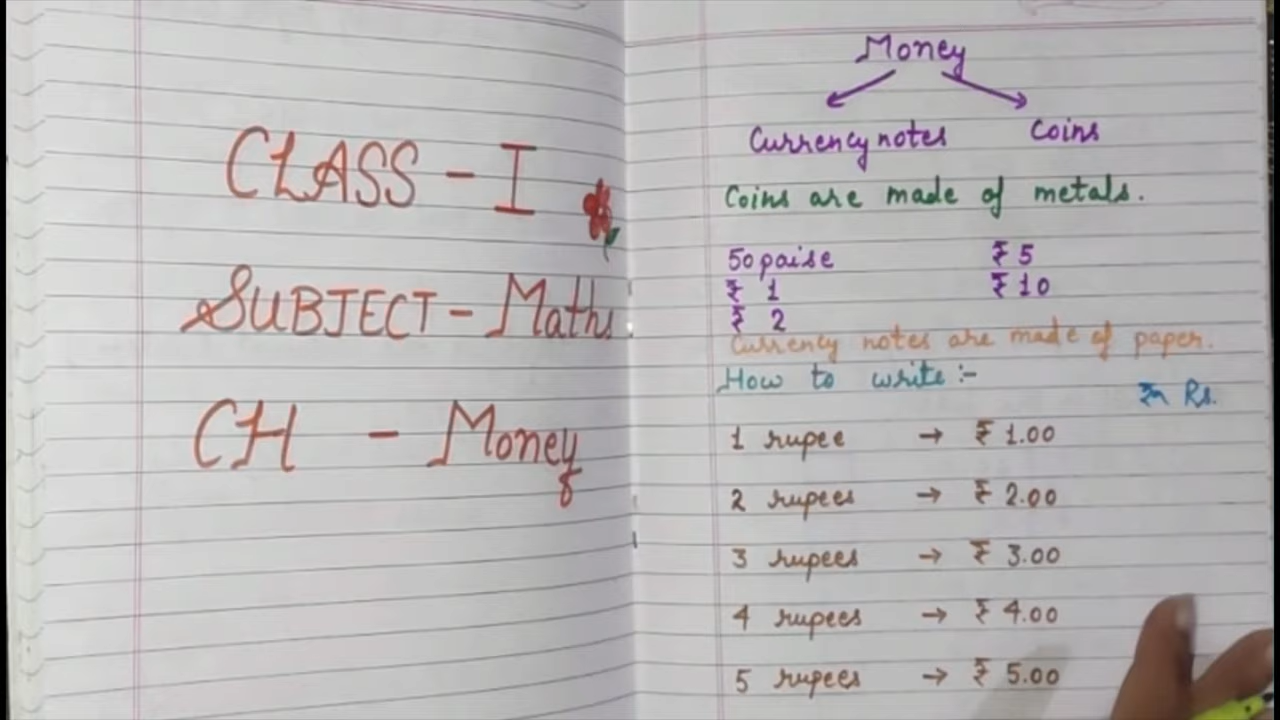 CLASS - I
SUBJECT - Maths
CH - Money
Money
Currency notes Coins
Coins are made of metals.
50 paise ₹ 5
₹ 1 ₹ 10
₹ 2
Currency notes are made of paper.
How to write :-
₹ Rs.
1 rupee → ₹ 1.00
2 rupees → ₹ 2.00
3 rupees → ₹ 3.00
4 rupees → ₹ 4.00
5 rupees → ₹ 5.00